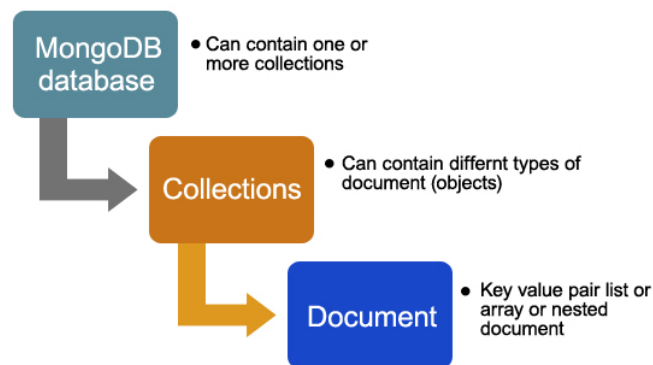 MongoDB
database
• Can contain one or
more collections
Collections
• Can contain differnt types of
document (objects)
Document
• Key value pair list or
array or nested
document